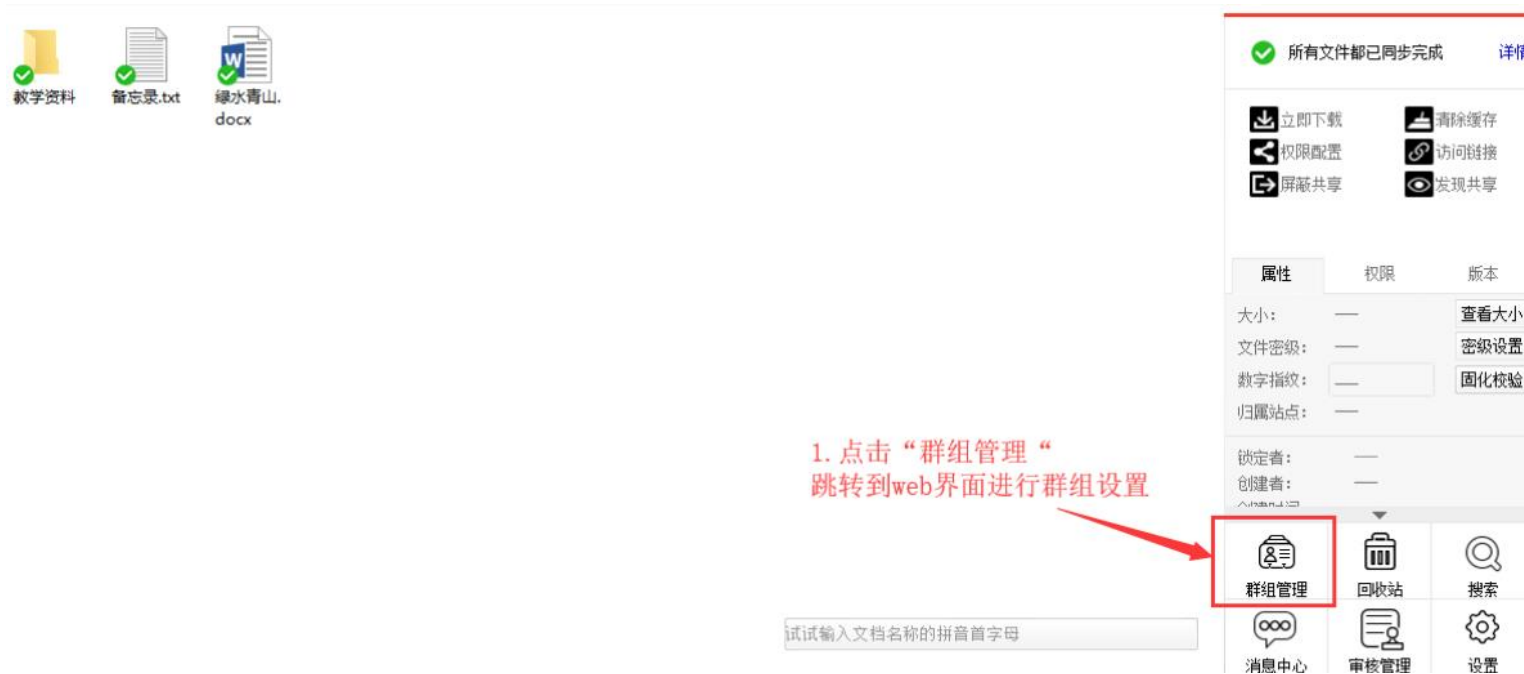 教学资料
备忘录.txt
绿水青山.
docx
所有文件都已同步完成
详情
立即下载
清除缓存
权限配置
访问链接
屏蔽共享
发现共享
属性
权限
版本
大小：
查看大小
文件密级：
密级设置
数字指纹：
固化校验
归属站点：
锁定者：
创建者：
创建时间
1. 点击“群组管理“
跳转到web界面进行群组设置
群组管理
回收站
搜索
试试输入文档名称的拼音首字母
消息中心
审核管理
设置